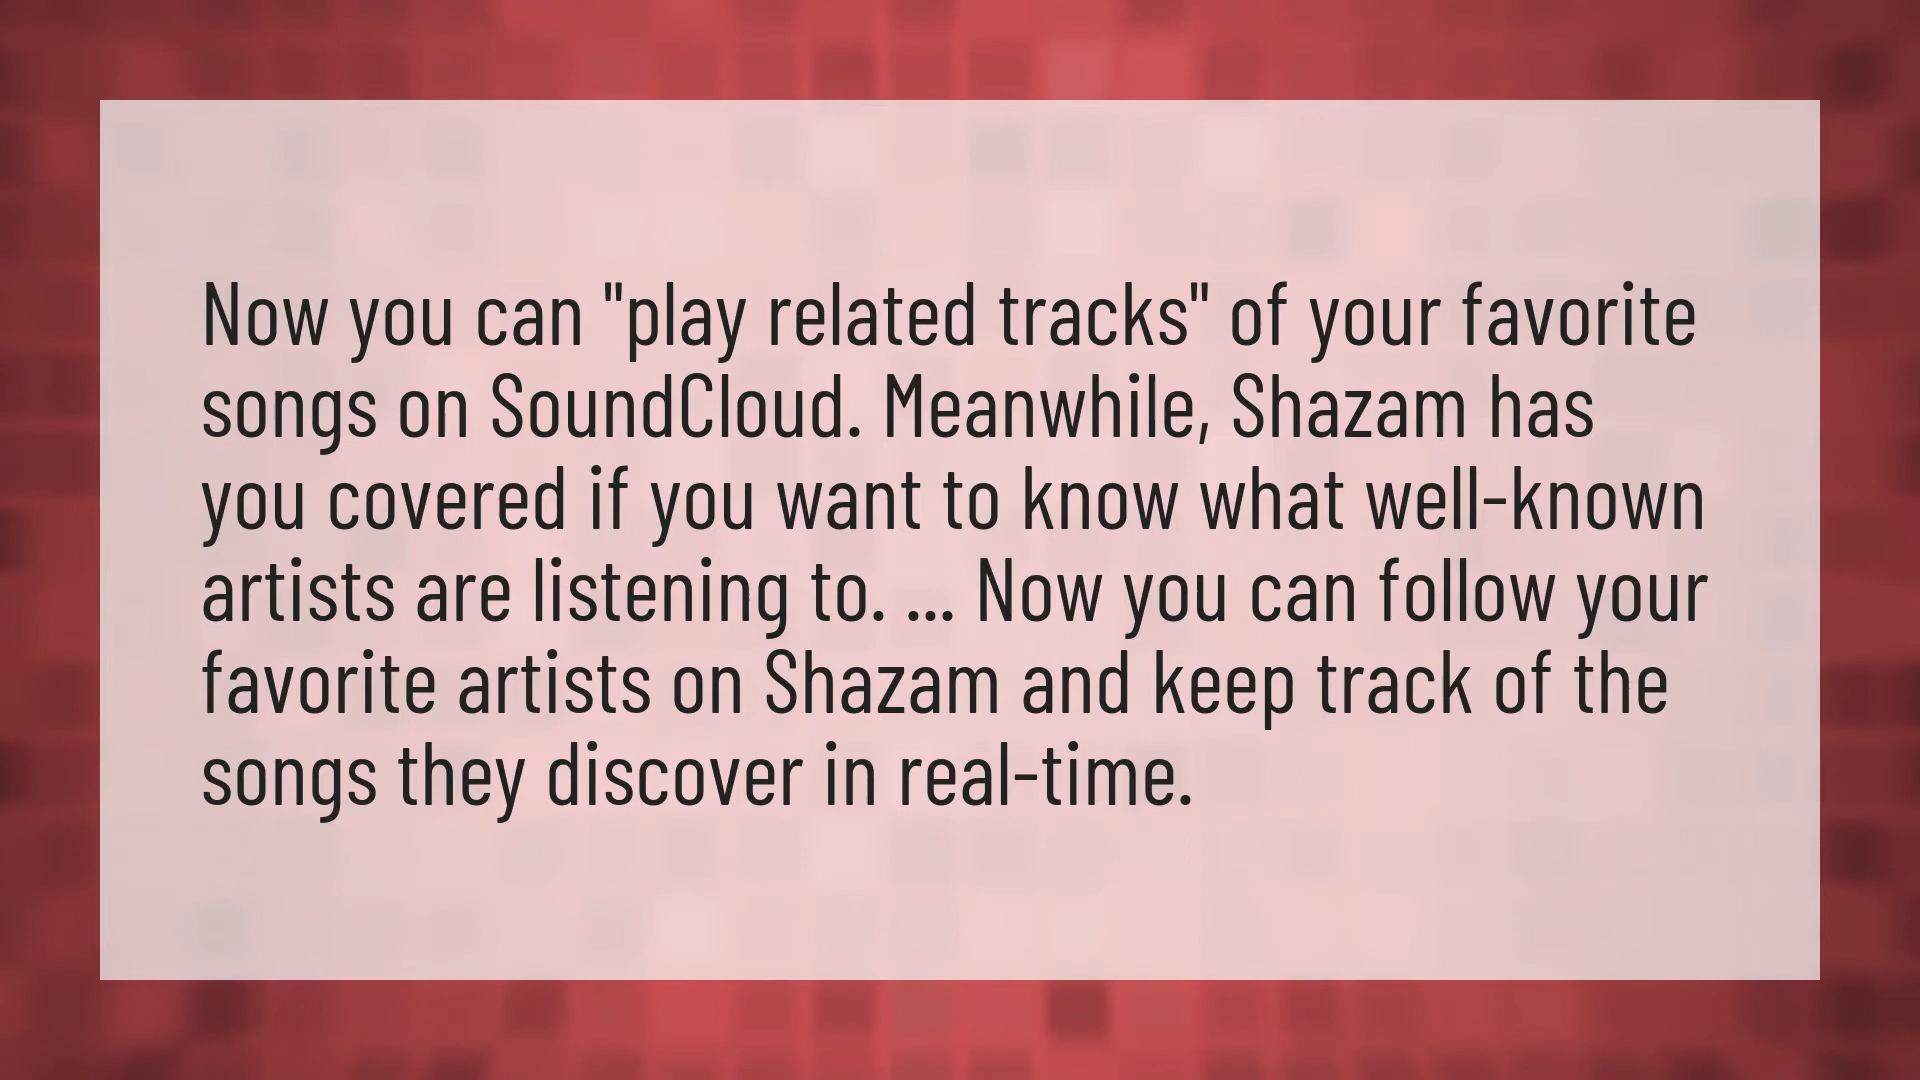 Now you can "play related tracks" of your favorite
songs on SoundCloud. Meanwhile, Shazam has
you covered if you want to know what well-known
artists are listening to. ... Now you can follow your
favorite artists on Shazam and keep track of the
songs they discover in real-time.